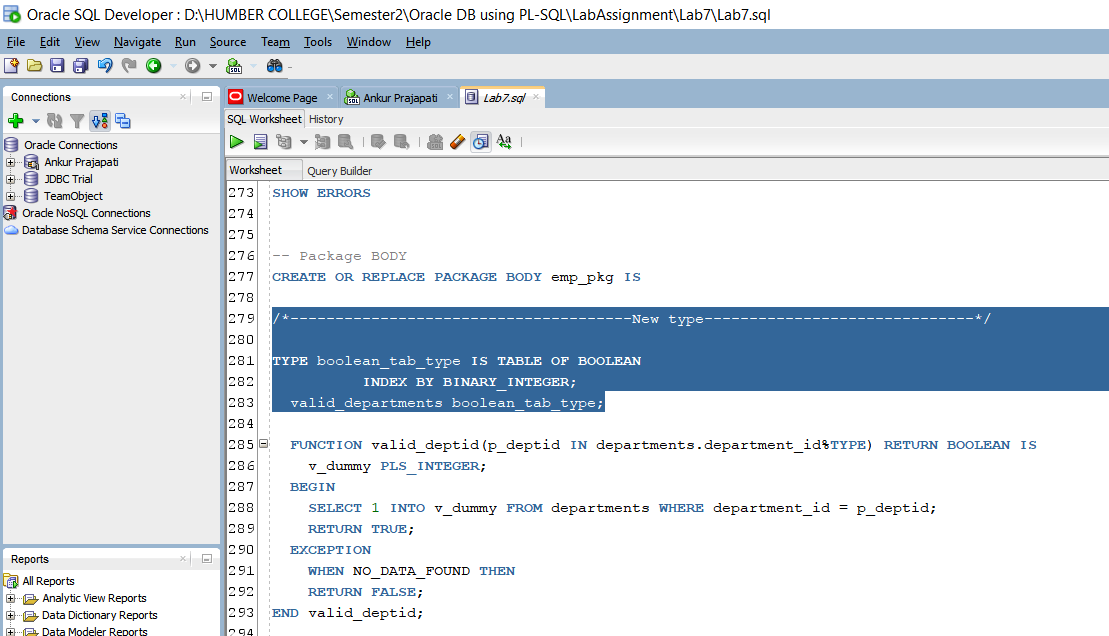 Oracle SQL Developer : D:\HUMBER COLLEGE\Semester2\Oracle DB using PL-SQL\LabAssignment\Lab7\Lab7.sql
File Edit View Navigate Run Source Team Tools Window Help
Connections
Oracle Connections
Ankur Prajapati
JDBC Trial
TeamObject
Oracle NoSQL Connections
Database Schema Service Connections
Reports
All Reports
Analytic View Reports
Data Dictionary Reports
Data Modeler Reports
Welcome Page Ankur Prajapati Lab7.sql
SQL Worksheet History
Worksheet Query Builder
273 SHOW ERRORS
274
275
276 -- Package BODY
277 CREATE OR REPLACE PACKAGE BODY emp_pkg IS
278
279 /*--------------------------------------New type------------------------------*/
280
281 TYPE boolean_tab_type IS TABLE OF BOOLEAN
282 INDEX BY BINARY_INTEGER;
283 valid_departments boolean_tab_type;
284
285 FUNCTION valid_deptid(p_deptid IN departments.department_id%TYPE) RETURN BOOLEAN IS
286 v_dummy PLS_INTEGER;
287 BEGIN
288 SELECT 1 INTO v_dummy FROM departments WHERE department_id = p_deptid;
289 RETURN TRUE;
290 EXCEPTION
291 WHEN NO_DATA_FOUND THEN
292 RETURN FALSE;
293 END valid_deptid;
294